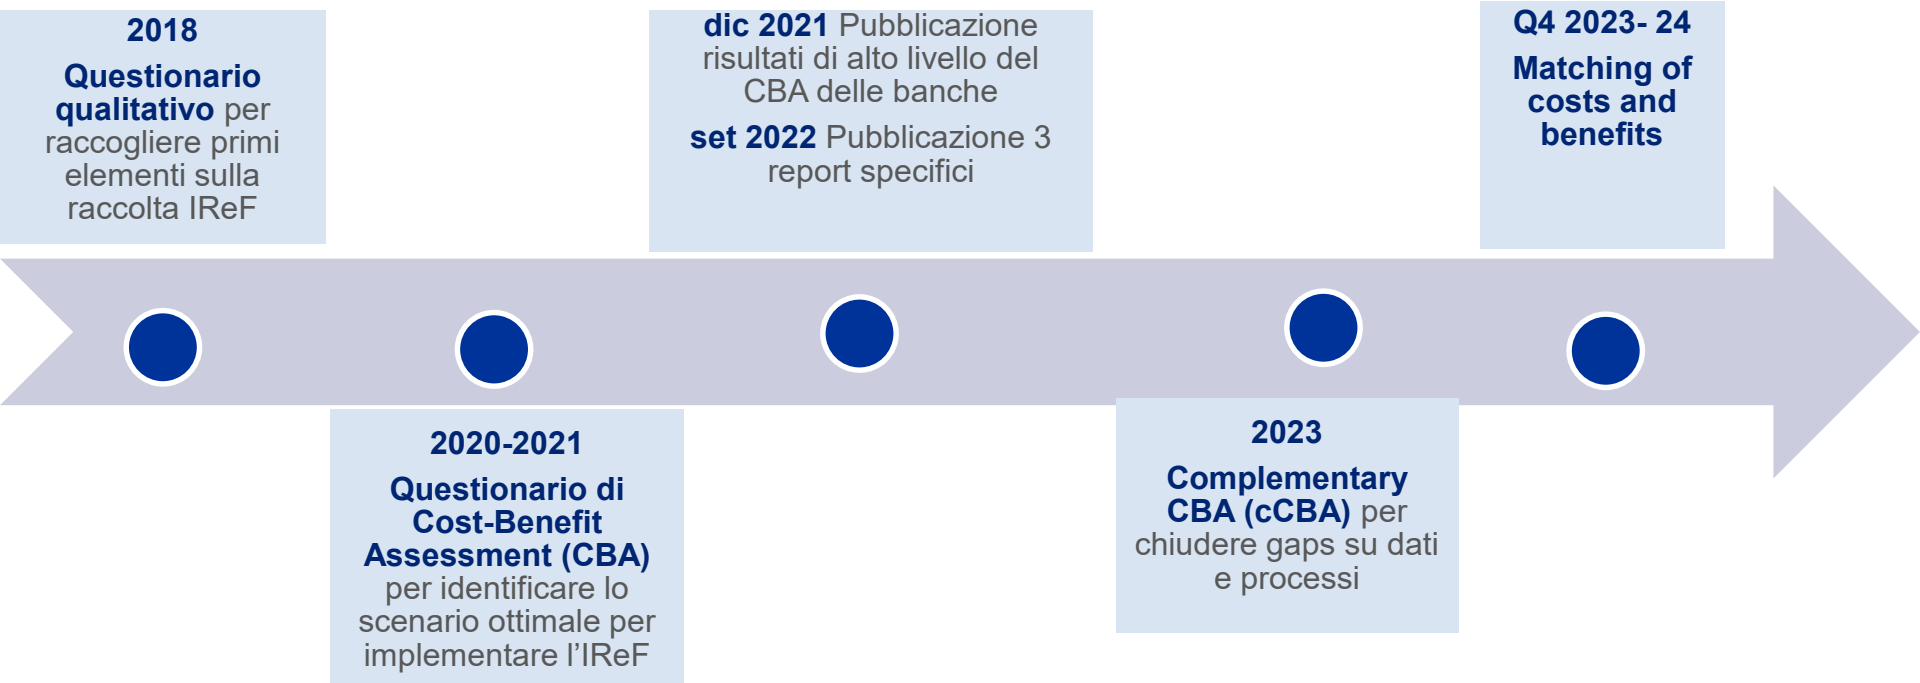 2018
Questionario
qualitativo per
raccogliere primi
elementi sulla
raccolta IReF
2020-2021
Questionario di
Cost-Benefit
Assessment (CBA)
per identificare lo
scenario ottimale per
implementare l’IReF
dic 2021 Pubblicazione
risultati di alto livello del
CBA delle banche
set 2022 Pubblicazione 3
report specifici
2023
Complementary
CBA (cCBA) per
chiudere gaps su dati
e processi
Q4 2023- 24
Matching of
costs and
benefits